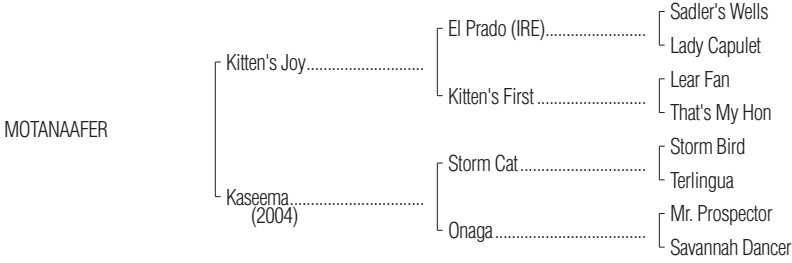 Sadler's Wells
El Prado (IRE)........................
Lady Capulet
Kitten's Joy............................
Lear Fan
Kitten's First ..........................
That's My Hon
MOTANAAFER
Storm Bird
Storm Cat..............................
Terlingua
Kaseema................................
(2004)
Mr. Prospector
Onaga....................................
Savannah Dancer